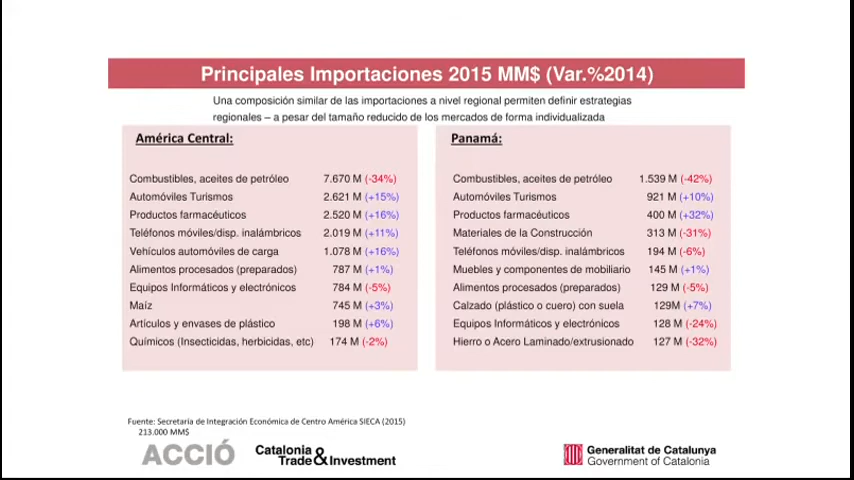 Principales Importaciones 2015 MM$ (Var.%2014)
Una composición similar de las importaciones a nivel regional permiten definir estrategias
regionales – a pesar del tamaño reducido de los mercados de forma individualizada
América Central:
Combustibles, aceites de petróleo 7.670 M (-34%)
Automóviles Turismos 2.621 M (+15%)
Productos farmacéuticos 2.520 M (+16%)
Teléfonos móviles/disp. inalámbricos 2.019 M (+11%)
Vehículos automóviles de carga 1.078 M (+16%)
Alimentos procesados (preparados) 787 M (+1%)
Equipos Informáticos y electrónicos 784 M (-5%)
Maíz 745 M (+3%)
Artículos y envases de plástico 198 M (+6%)
Químicos (Insecticidas, herbicidas, etc) 174 M (-2%)
Panamá:
Combustibles, aceites de petróleo 1.539 M (-42%)
Automóviles Turismos 921 M (+10%)
Productos farmacéuticos 400 M (+32%)
Materiales de la Construcción 313 M (-31%)
Teléfonos móviles/disp. inalámbricos 194 M (-6%)
Muebles y componentes de mobiliario 145 M (+1%)
Alimentos procesados (preparados) 129 M (-5%)
Calzado (plástico o cuero) con suela 129M (+7%)
Equipos Informáticos y electrónicos 128 M (-24%)
Hierro o Acero Laminado/extrusionado 127 M (-32%)
Fuente: Secretaría de Integración Económica de Centro América SIECA (2015)
213.000 MM$
ACCIÓ
Catalonia
Trade & Investment
Generalitat de Catalunya
Government of Catalonia